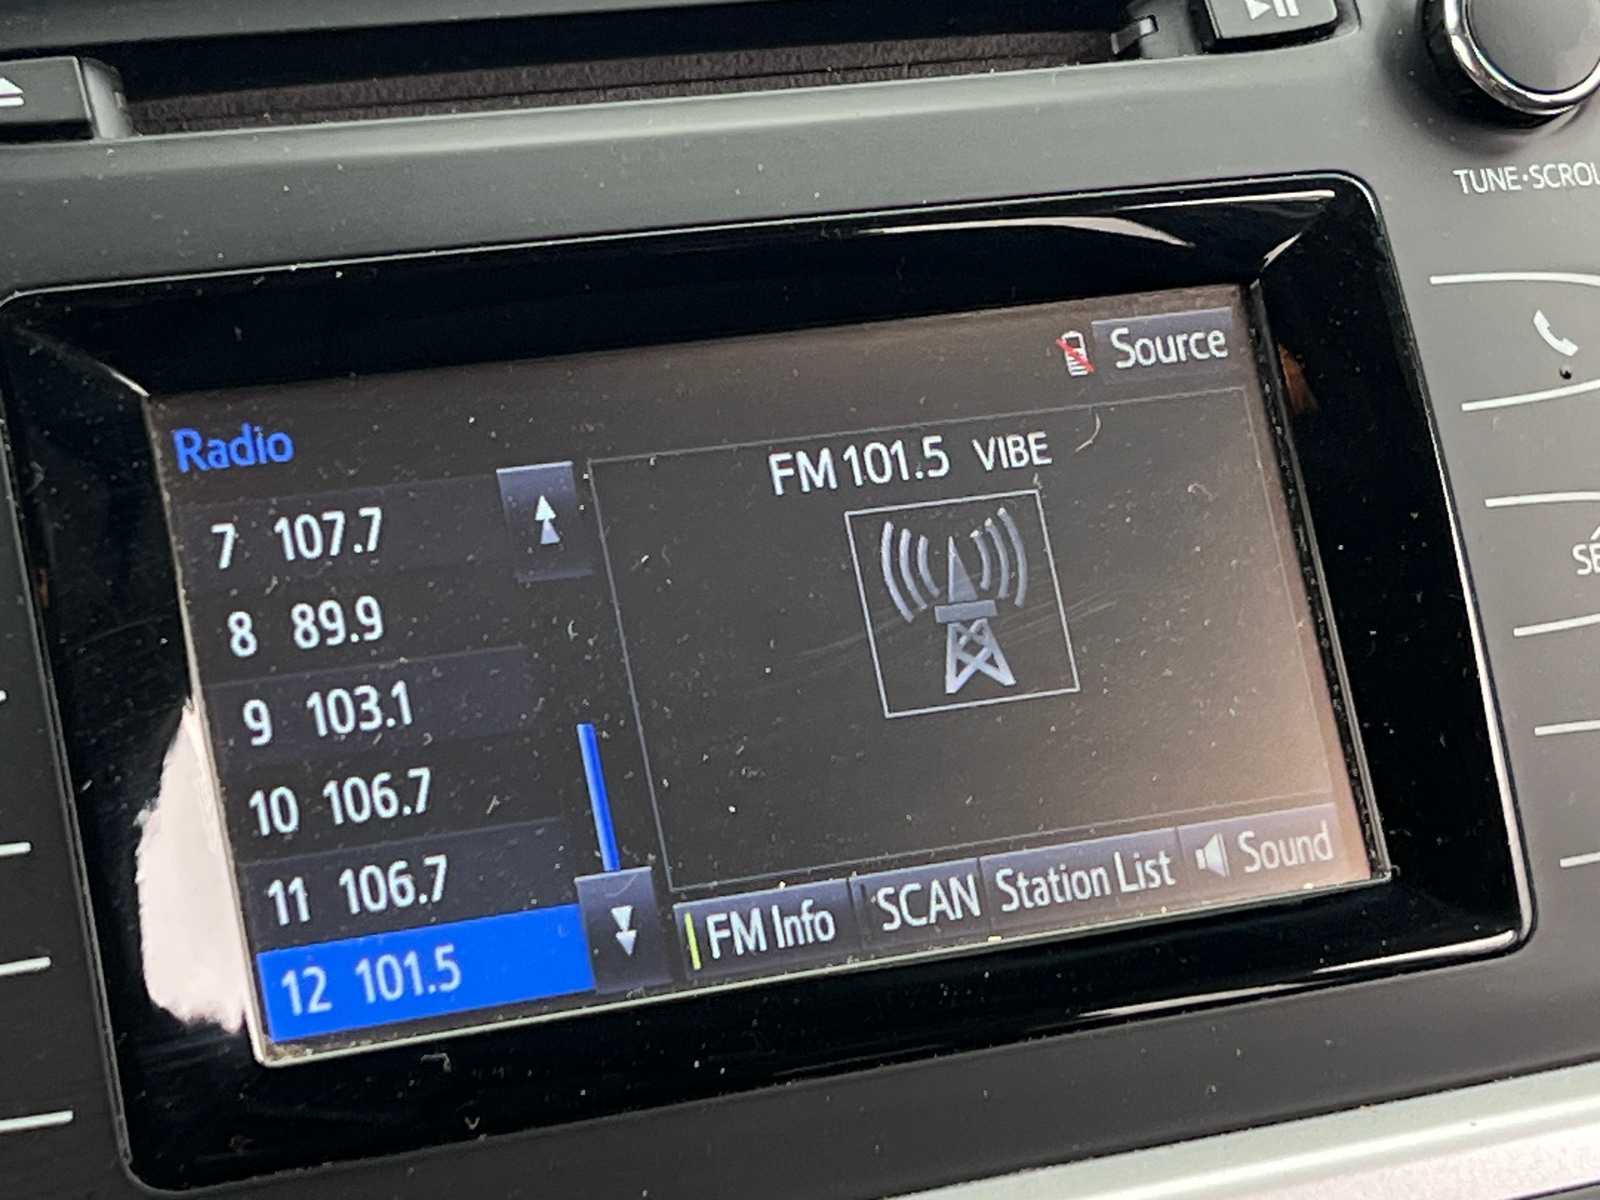 TUNE·SCROL
Source
Radio
FM 101.5 VIBE
7 107.7
8 89.9
9 103.1
10 106.7
11 106.7
12 101.5
FM Info
SCAN
Station List
Sound